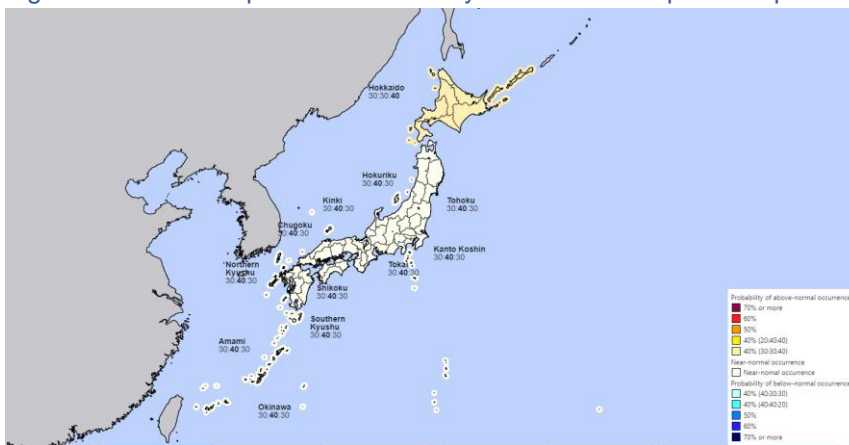 Hokkaido
30:30:40
Hokuriku
30:40:30
Kinki
30:40:30
Tohoku
30:40:30
Chugoku
30:40:30
Kanto Koshin
30:40:30
Northern
Kyushu
30:40:30
Tokai
30:40:30
Shikoku
30:40:30
Southern
Kyushu
30:40:30
Amami
30:40:30
Okinawa
30:40:30
Probability of above-normal occurrence
70% or more
60%
50%
40% (20:40:40)
40% (30:30:40)
Near-normal occurrence
Near-nomal occurrence
Probability of below-normal occurrence
40% (40:30:30)
40% (40:40:20)
50%
60%
70% or more